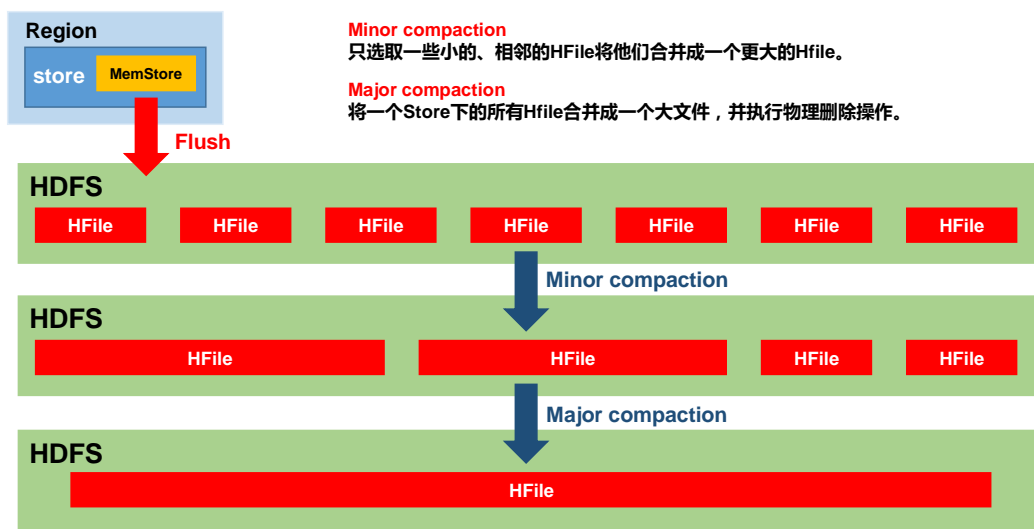 Region
store
MemStore
Flush
Minor compaction
只选取一些小的、相邻的HFile将他们合并成一个更大的Hfile。
Major compaction
将一个Store下的所有Hfile合并成一个大文件，并执行物理删除操作。
HDFS
HFile HFile HFile HFile HFile HFile HFile
Minor compaction
HDFS
HFile HFile HFile HFile
Major compaction
HDFS
HFile